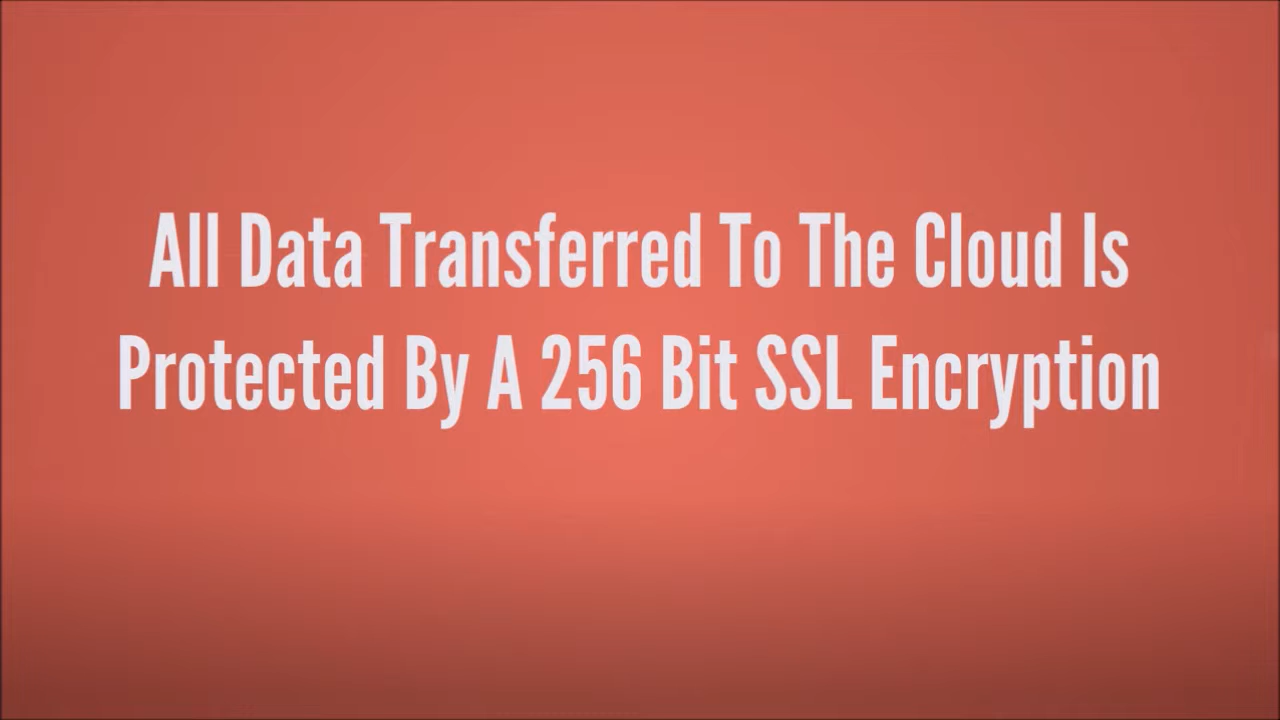 All Data Transferred To The Cloud Is
Protected By A 256 Bit SSL Encryption